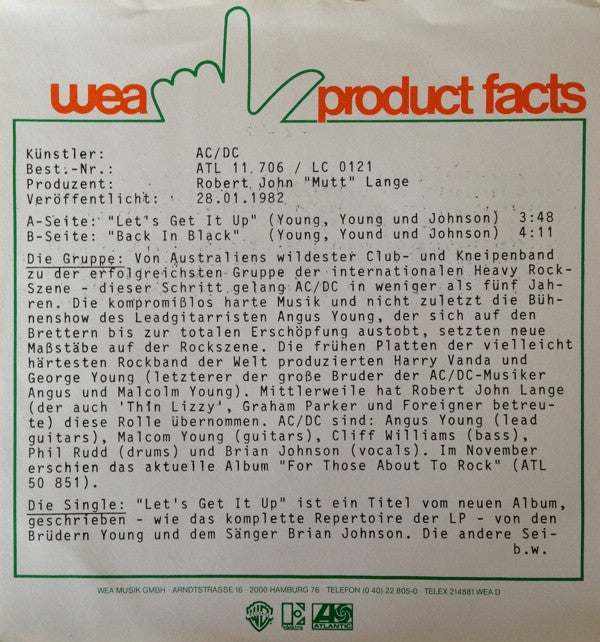 wea product facts
Künstler: AC/DC
Best.-Nr.: ATL 11.706 / LC 0121
Produzent: Robert John "Mutt" Lange
Veröffentlicht: 28.01.1982
A-Seite: "Let's Get It Up" (Young, Young und Johnson) 3:48
B-Seite: "Back In Black" (Young, Yound und Johnson) 4:11
Die Gruppe: Von Australiens wildester Club- und Kneipenband
zu der erfolgreichsten Gruppe der internationalen Heavy Rock-
Szene - dieser Schritt gelang AC/DC in weniger als fünf Jah-
ren. Die kompromißlos harte Musik und nicht zuletzt die Büh-
nenshow des Leadgitarristen Angus Young, der sich auf den
Brettern bis zur totalen Erschöpfung austobt, setzten neue
Maßstäbe auf der Rockszene. Die frühen Platten der vielleicht
härtesten Rockband der Welt produzierten Harry Vanda und
George Young (letzterer der große Bruder der AC/DC-Musiker
Angus und Malcolm Young). Mittlerweile hat Robert John Lange
(der auch 'Thin Lizzy', Graham Parker und Foreigner betreu-
te) diese Rolle übernommen. AC/DC sind: Angus Young (lead
guitars), Malcom Young (guitars), Cliff Williams (bass),
Phil Rudd (drums) und Brian Johnson (vocals). Im November
erschien das aktuelle Album "For Those About To Rock" (ATL
50 851).
Die Single: "Let's Get It Up" ist ein Titel vom neuen Album,
geschrieben - wie das komplette Repertoire der LP - von den
Brüdern Young und dem Sänger Brian Johnson. Die andere Sei-
b.w.
WEA MUSIK GMBH · ARNDTSTRASSE 16 · 2000 HAMBURG 76 · TELEFON (0 40) 22 805-0 · TELEX 214881 WEA D
ATLANTIC